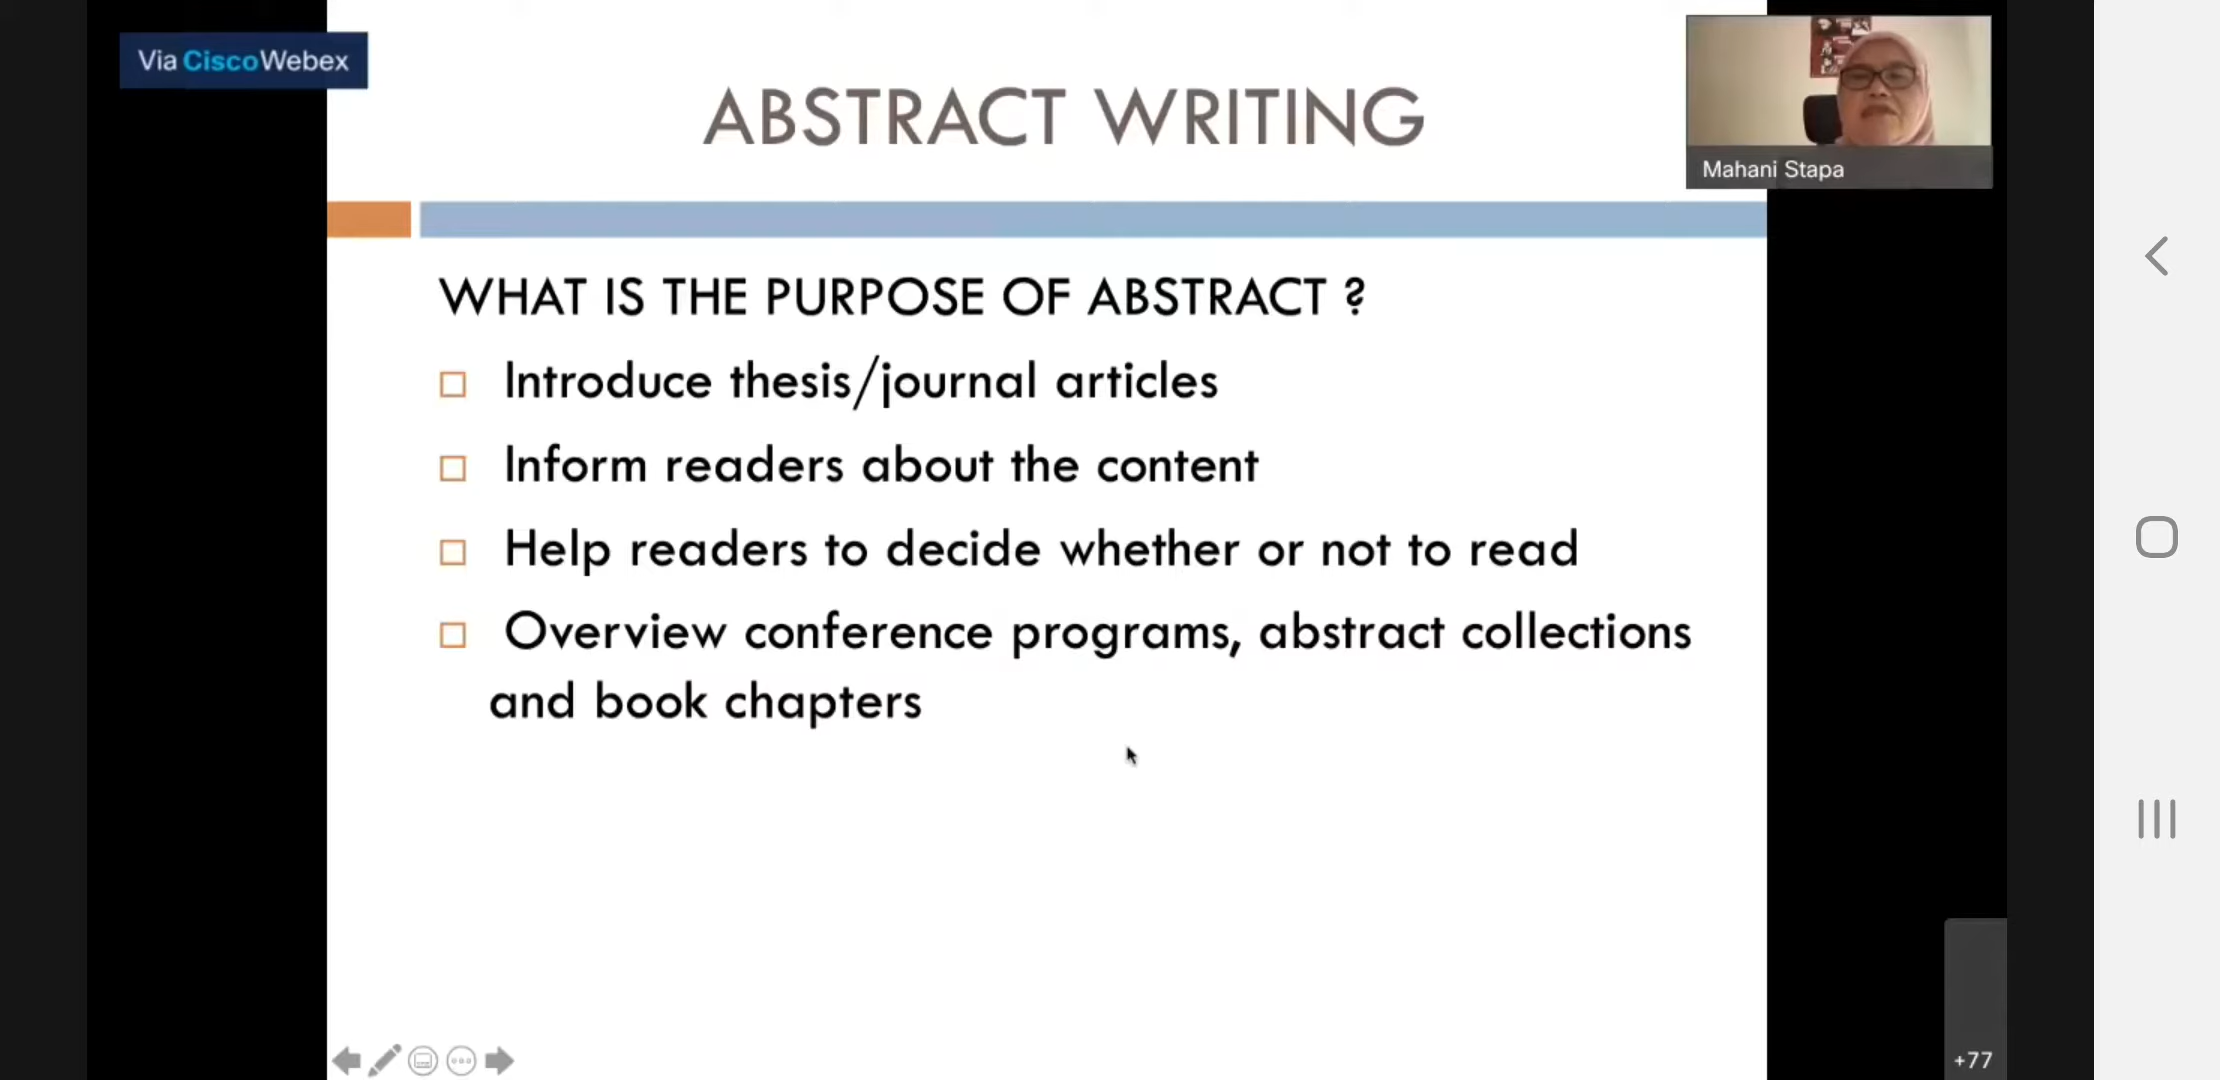 Via CiscoWebex
ABSTRACT WRITING
Mahani Stapa
WHAT IS THE PURPOSE OF ABSTRACT ?
Introduce thesis/journal articles
Inform readers about the content
Help readers to decide whether or not to read
Overview conference programs, abstract collections
and book chapters
+77